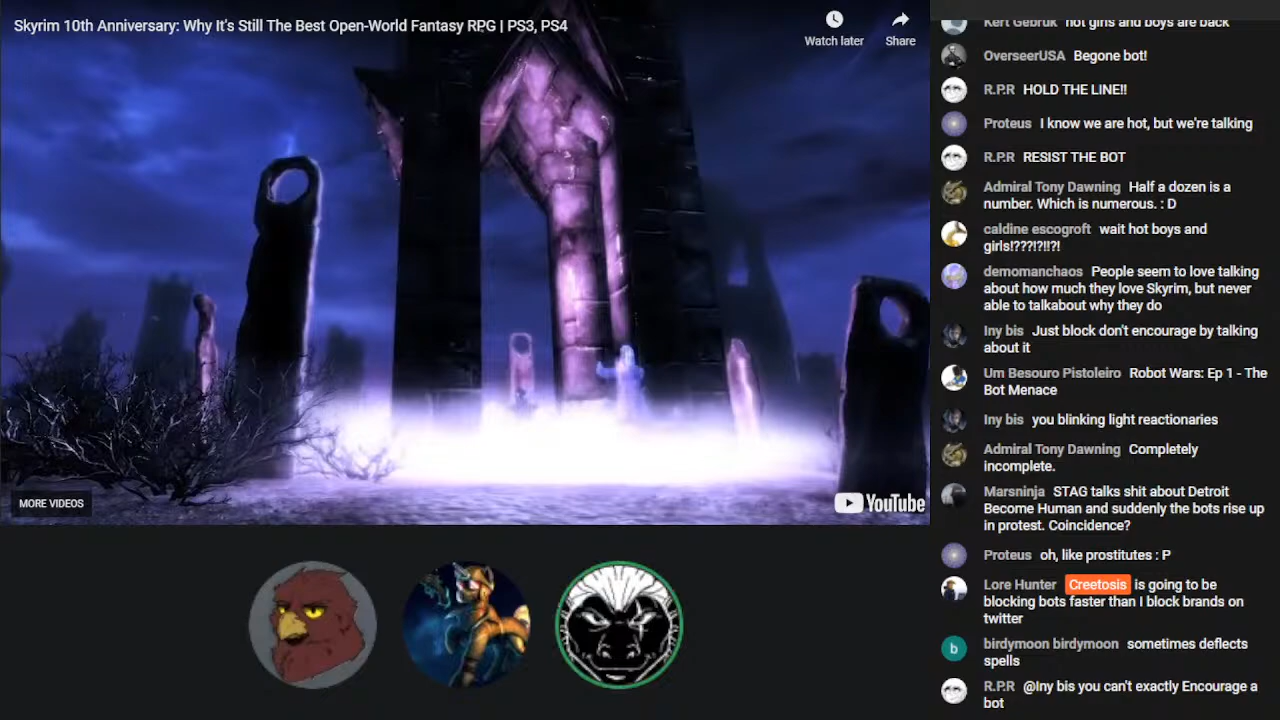 Skyrim 10th Anniversary: Why It's Still The Best Open-World Fantasy RPG | PS3, PS4
Watch later
Share
MORE VIDEOS
YouTube
Kert Gebruk not girls and boys are back
OverseerUSA Begone bot!
R.P.R HOLD THE LINE!!
Proteus I know we are hot, but we're talking
R.P.R RESIST THE BOT
Admiral Tony Dawning Half a dozen is a
number. Which is numerous. : D
caldine escogroft wait hot boys and
girls!???!?!!?!
demomanchaos People seem to love talking
about how much they love Skyrim, but never
able to talkabout why they do
Iny bis Just block don't encourage by talking
about it
Um Besouro Pistoleiro Robot Wars: Ep 1 - The
Bot Menace
Iny bis you blinking light reactionaries
Admiral Tony Dawning Completely
incomplete.
Marsninja STAG talks shit about Detroit
Become Human and suddenly the bots rise up
in protest. Coincidence?
Proteus oh, like prostitutes : P
Lore Hunter Creetosis is going to be
blocking bots faster than I block brands on
twitter
b
birdymoon birdymoon sometimes deflects
spells
R.P.R @Iny bis you can't exactly Encourage a
bot